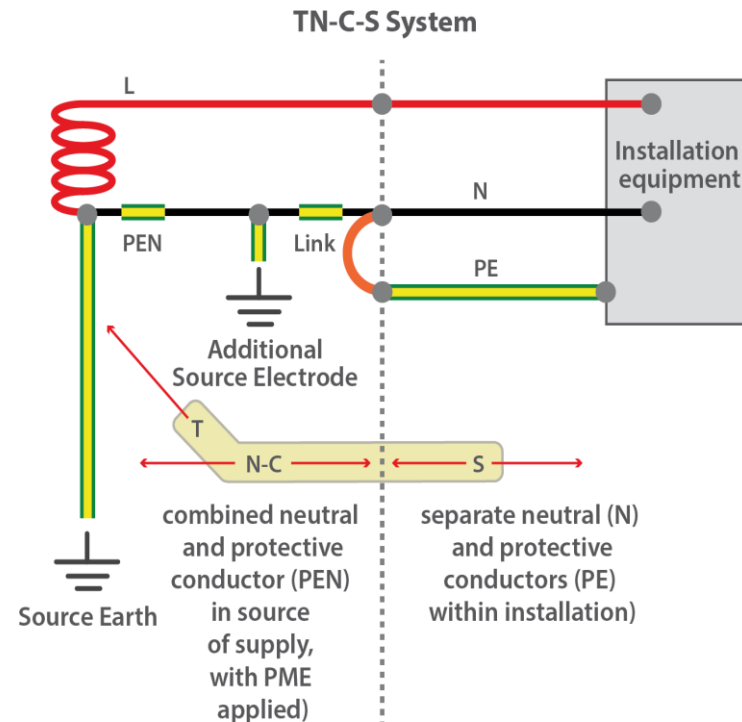 TN-C-S System
L
Installation
equipment
N
PEN
Link
PE
Additional
Source Electrode
T
N-C
S
combined neutral
and protective
conductor (PEN)
in source
of supply,
with PME
applied)
separate neutral (N)
and protective
conductors (PE)
within installation)
Source Earth